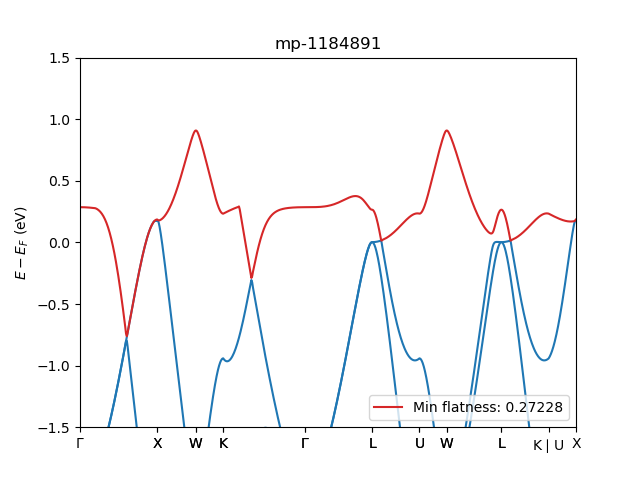 mp-1184891
1.5
1.0
0.5
0.0
−0.5
−1.0
−1.5
E − E_F (eV)
Min flatness: 0.27228
Γ X W K Γ L U W L K | U X